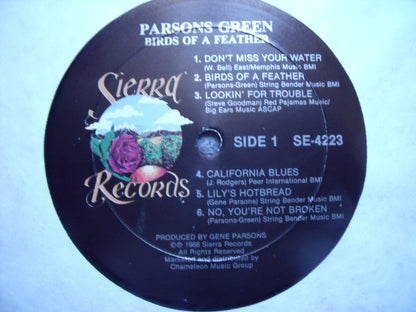 PARSONS GREEN
BIRDS OF A FEATHER
1. DON'T MISS YOUR WATER
(W. Bell) East/Memphis Music BMI
2. BIRDS OF A FEATHER
(Parsons-Green) String Bender Music BMI
3. LOOKIN' FOR TROUBLE
(Steve Goodman) Red Pajamas Music/
Big Ears Music ASCAP
Sierra
Records
SIDE 1 SE-4223
4. CALIFORNIA BLUES
(J. Rodgers) Peer International BMI
5. LILY'S HOTBREAD
(Gene Parsons) String Bender Music BMI
6. NO, YOU'RE NOT BROKEN
(Parsons-Green) String Bender Music BMI
PRODUCED BY GENE PARSONS
©℗ 1988 Sierra Records
All Rights Reserved
Marketed and distributed by
Chameleon Music Group